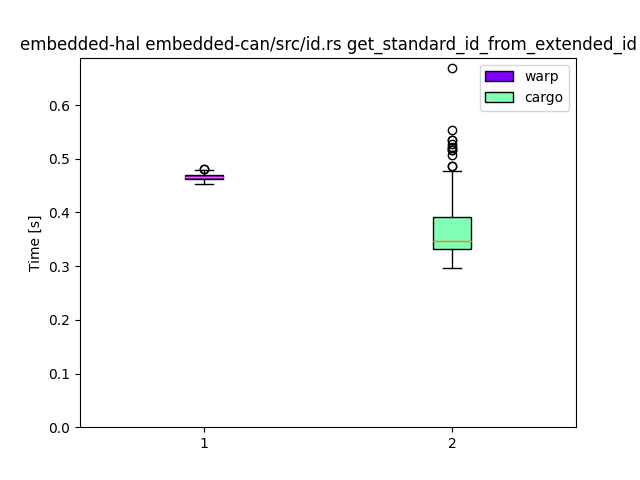 embedded-hal embedded-can/src/id.rs get_standard_id_from_extended_id
warp
cargo
Time [s]
0.6
0.5
0.4
0.3
0.2
0.1
0.0
1 2